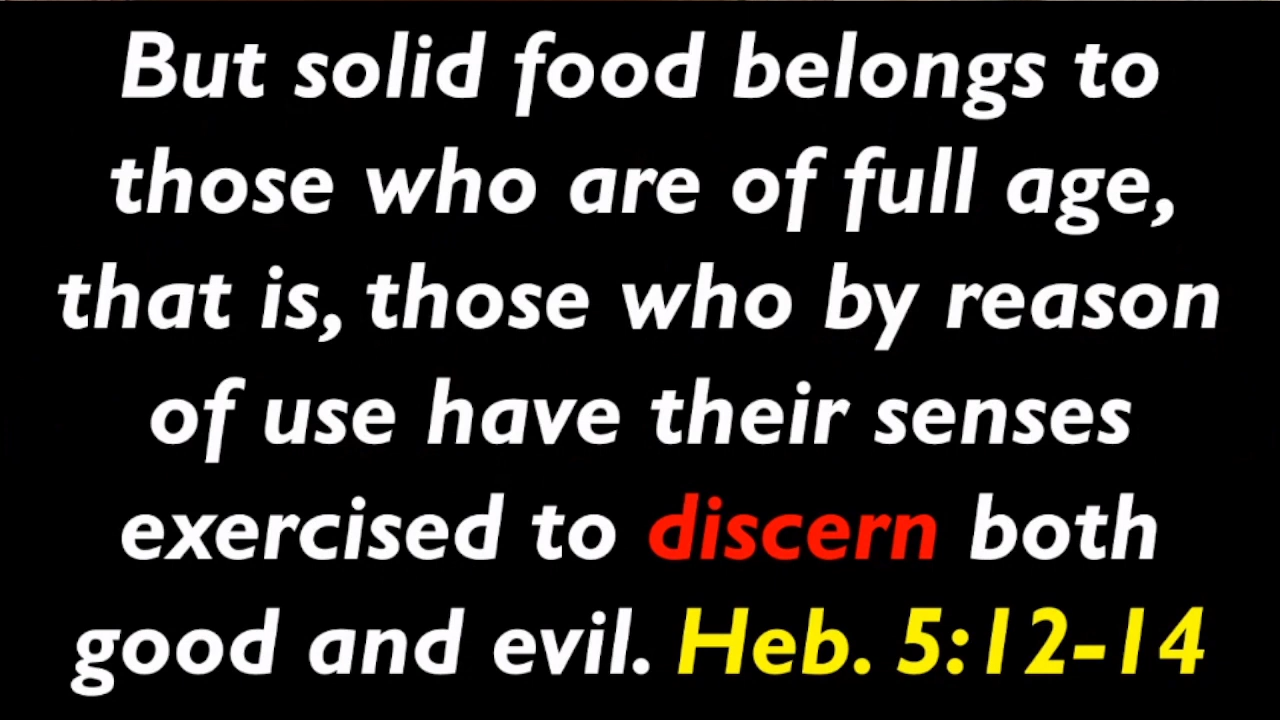 But solid food belongs to
those who are of full age,
that is, those who by reason
of use have their senses
exercised to discern both
good and evil. Heb. 5:12-14